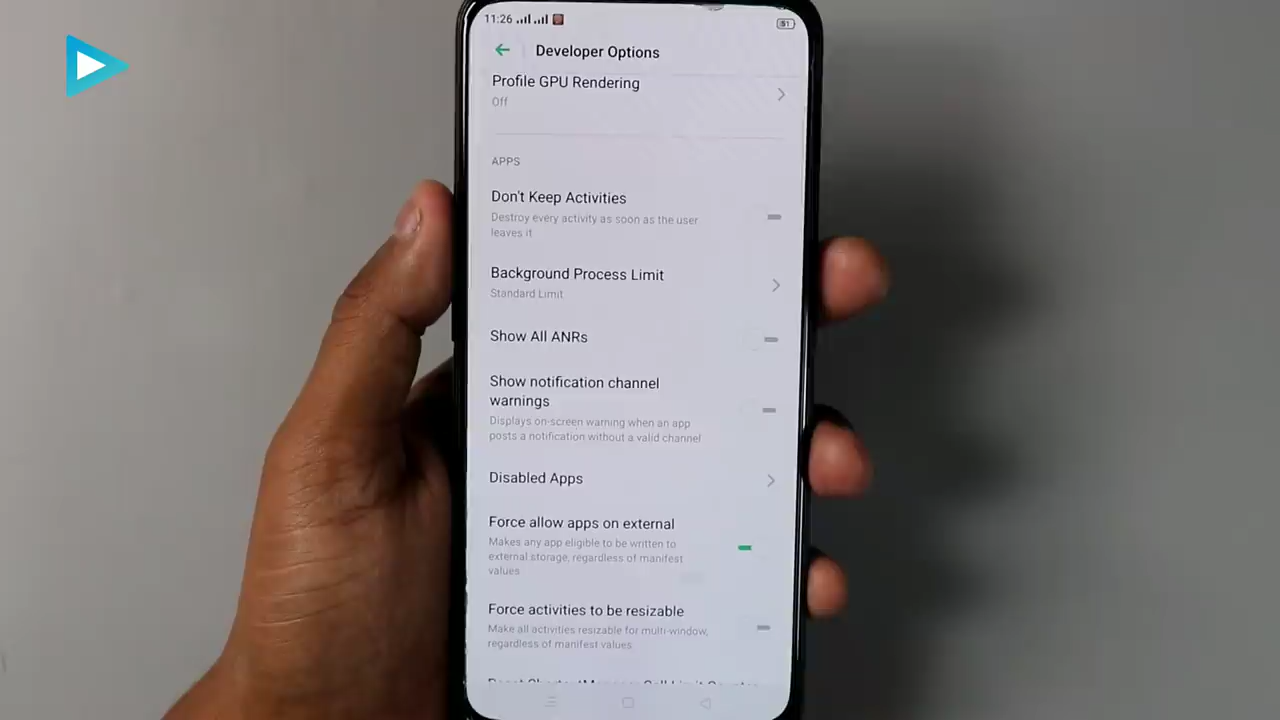 11:26
51
Developer Options
Profile GPU Rendering
Off
APPS
Don't Keep Activities
Destroy every activity as soon as the user
leaves it
Background Process Limit
Standard Limit
Show All ANRs
Show notification channel
warnings
Displays on-screen warning when an app
posts a notification without a valid channel
Disabled Apps
Force allow apps on external
Makes any app eligible to be written to
external storage, regardless of manifest
values
Force activities to be resizable
Make all activities resizable for multi-window,
regardless of manifest values.